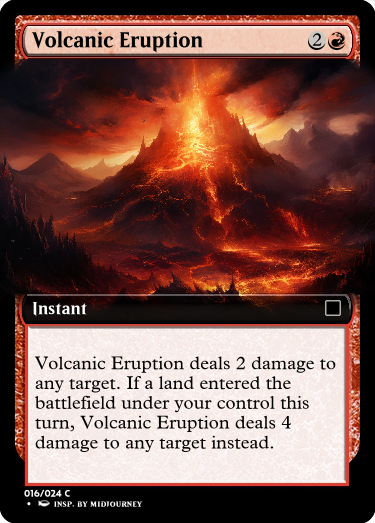 Volcanic Eruption 2
Instant
Volcanic Eruption deals 2 damage to
any target. If a land entered the
battlefield under your control this
turn, Volcanic Eruption deals 4
damage to any target instead.
016/024 C
• INSP. BY MIDJOURNEY